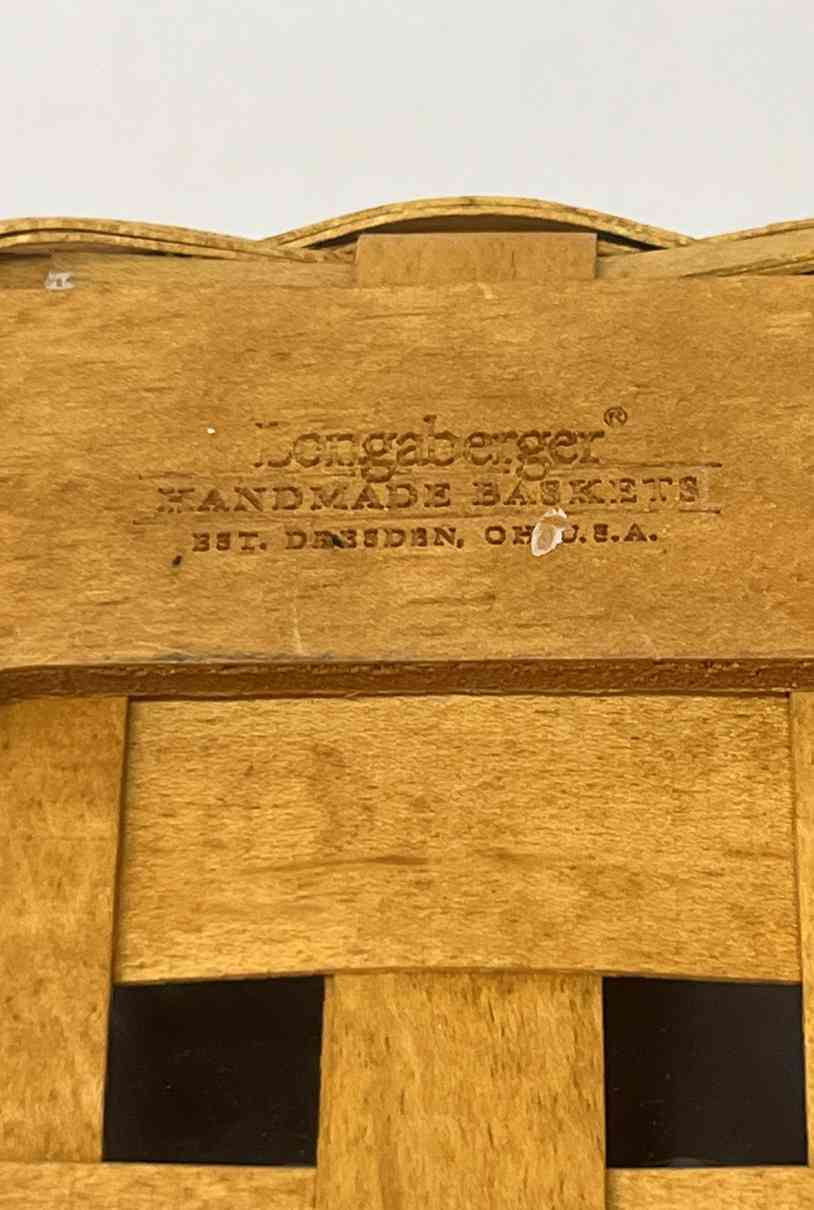 Longaberger®
HANDMADE BASKETS
EST. DRESDEN, OH U.S.A.